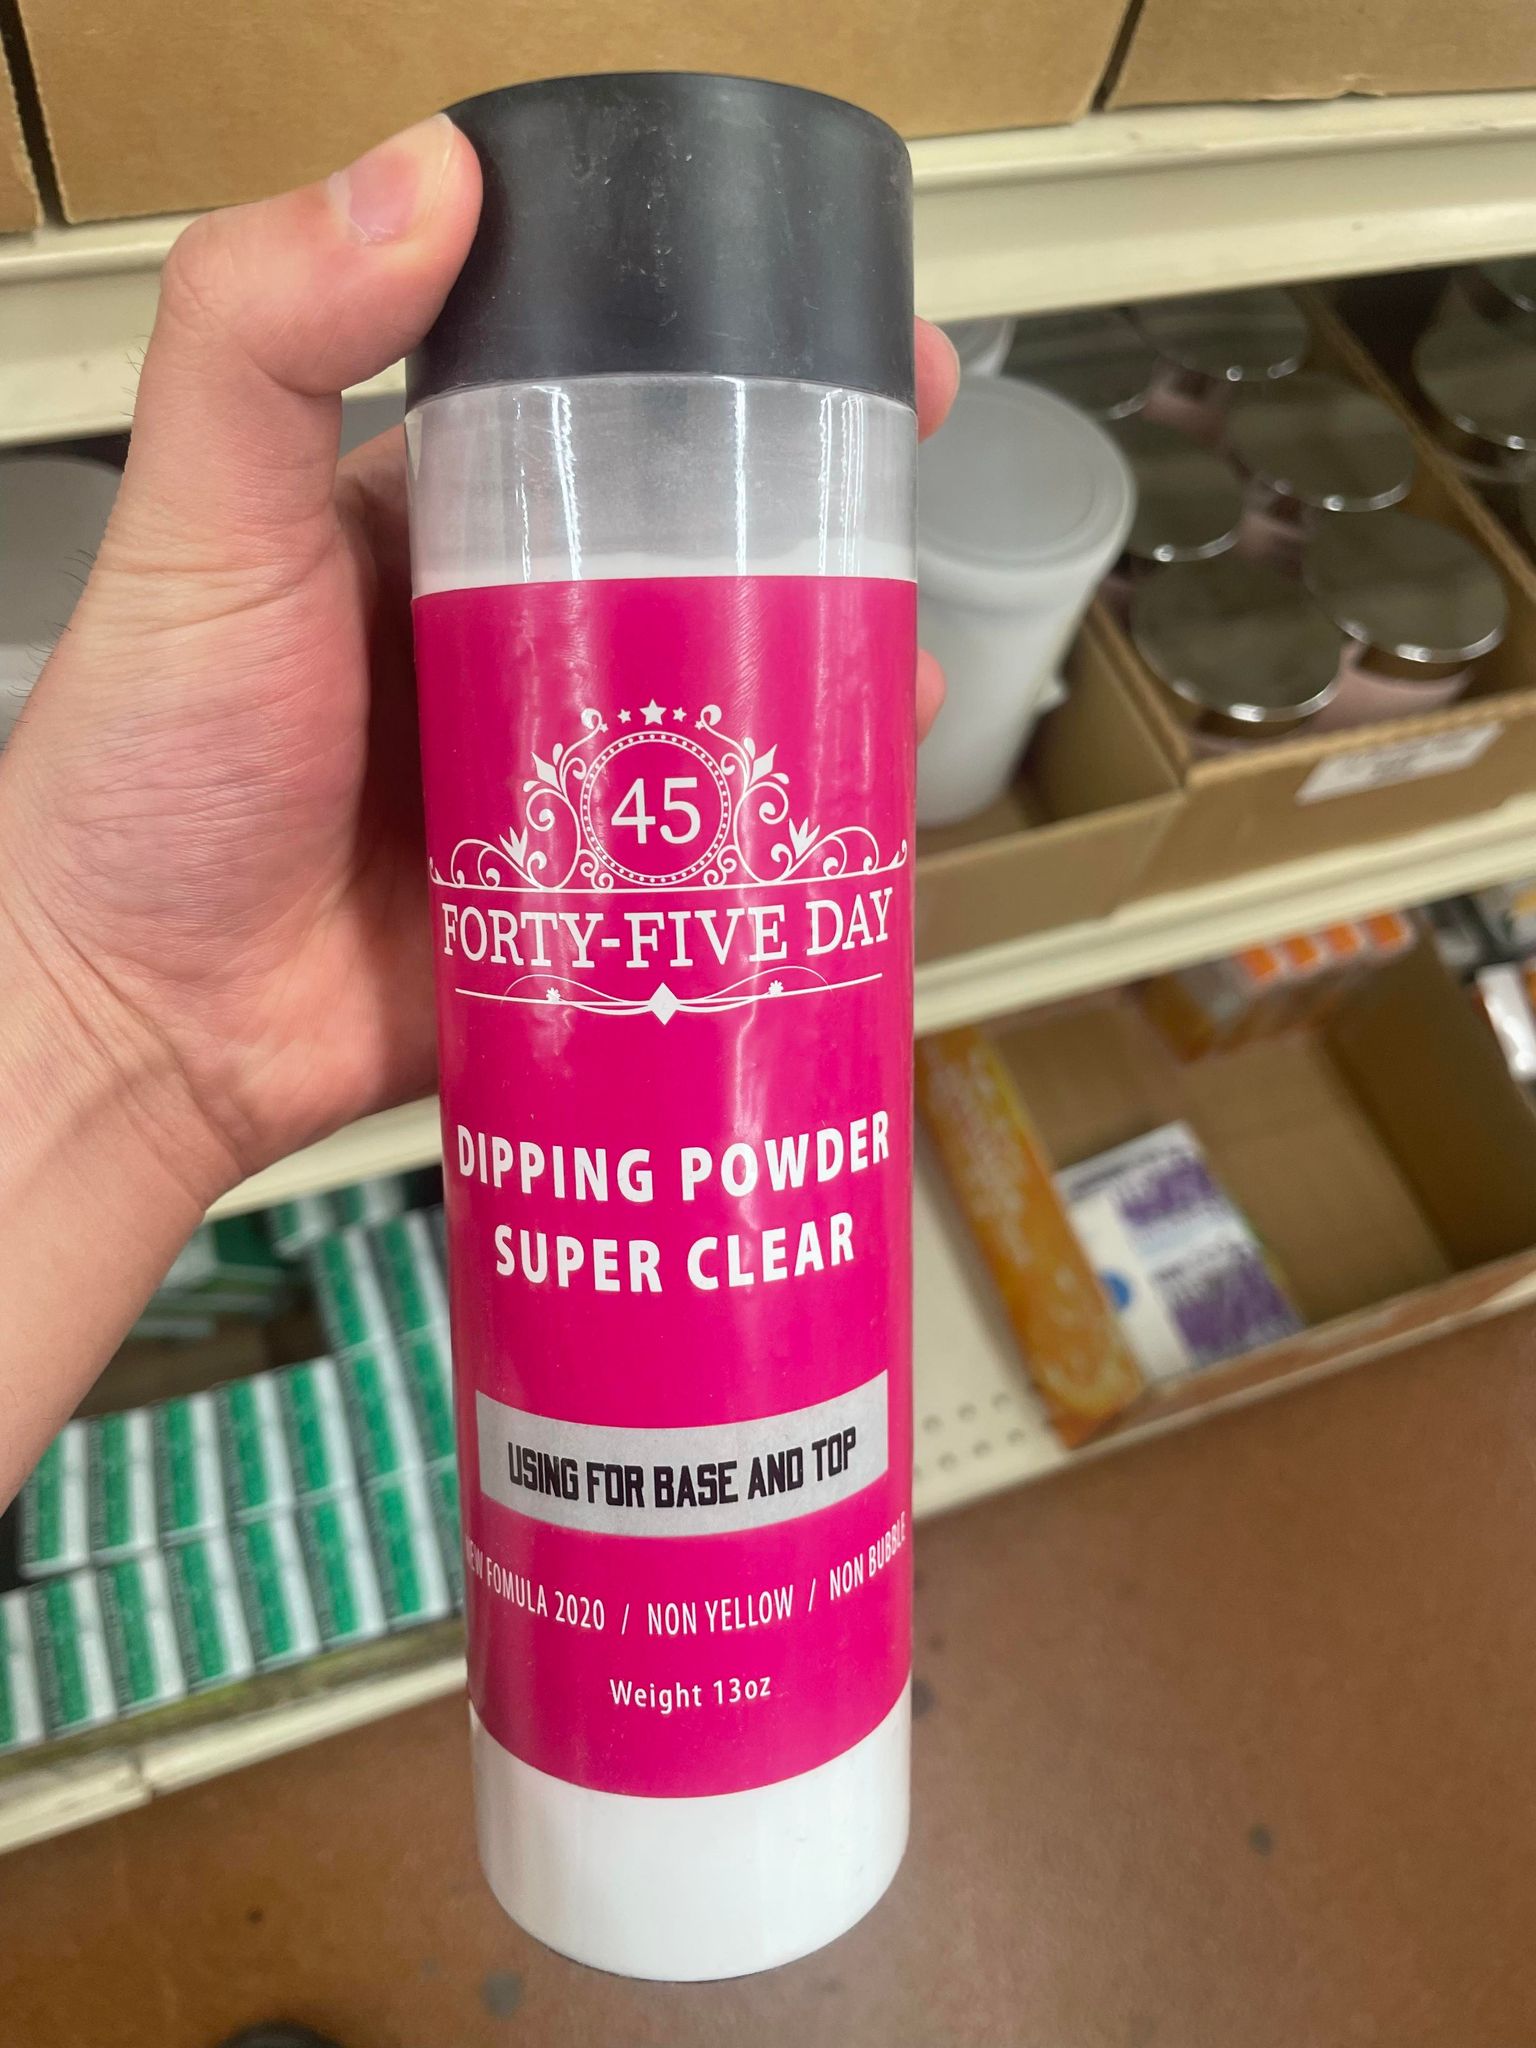 45
FORTY-FIVE DAY
DIPPING POWDER
SUPER CLEAR
USING FOR BASE AND TOP
NEW FOMULA 2020 / NON YELLOW / NON BUBBLE
Weight 13oz